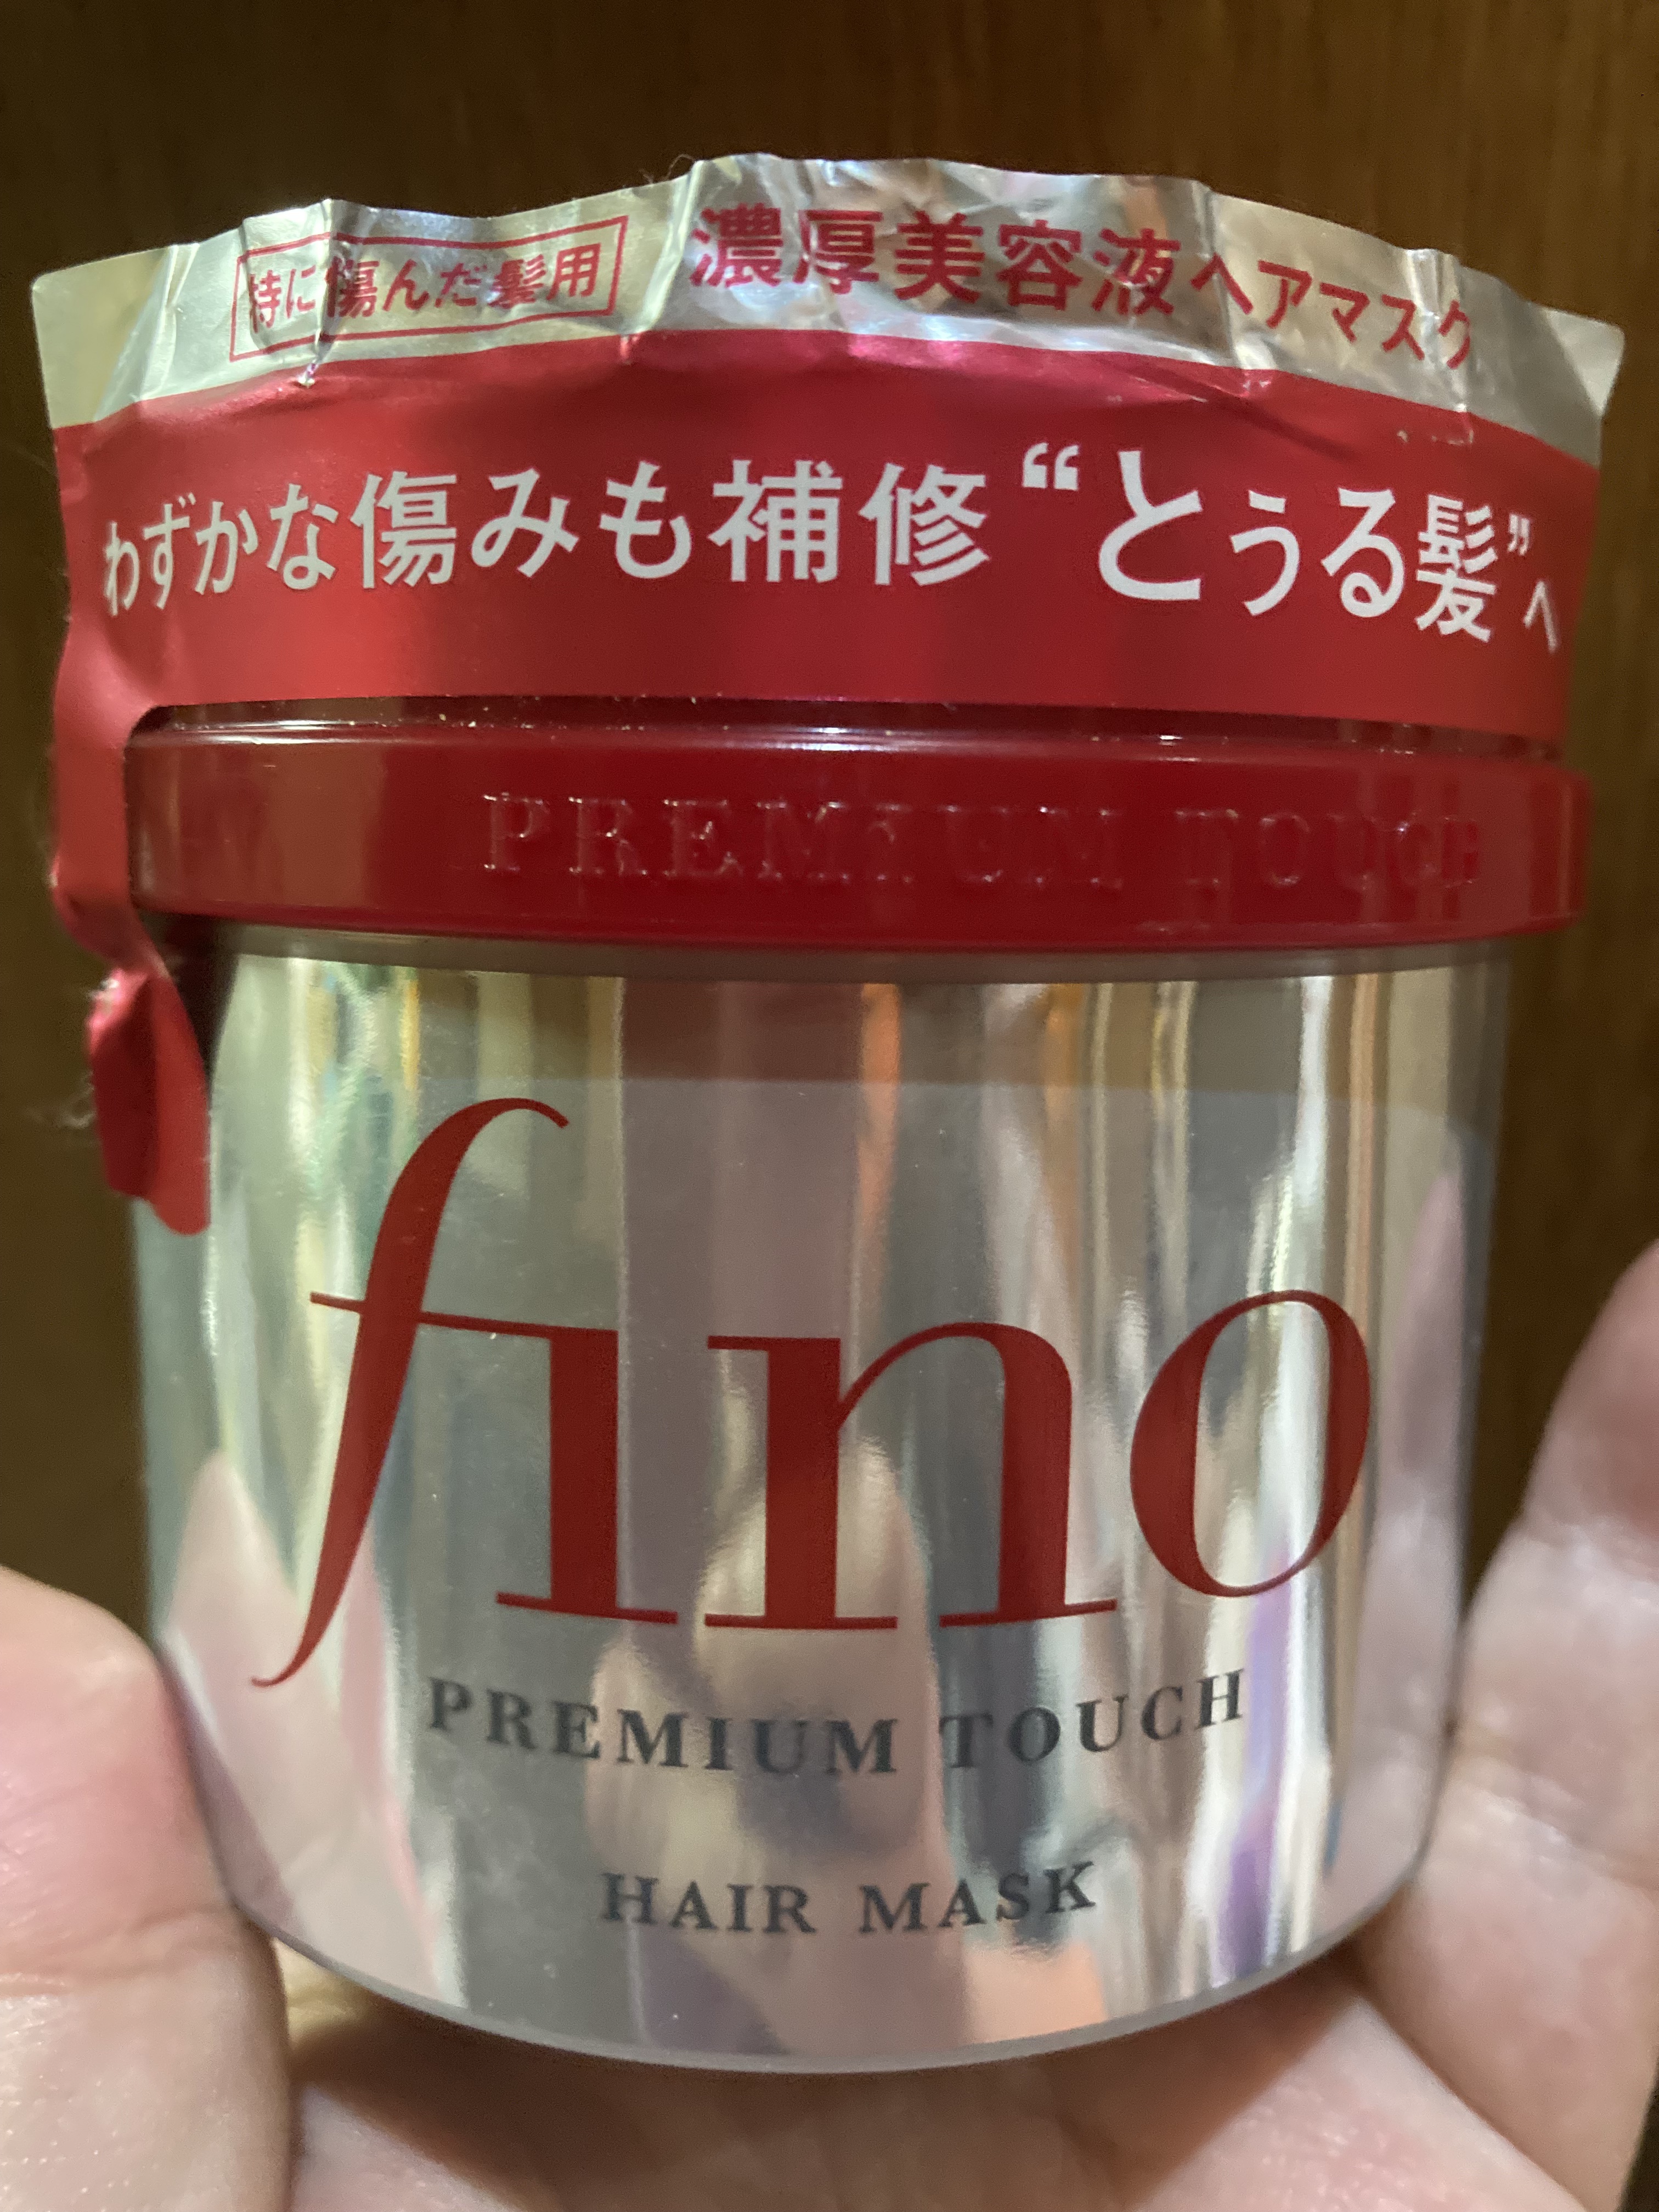 特に傷んだ髪用 濃厚美容液ヘアマスク
わずかな傷みも補修“とぅる髪”へ
PREMIUM TOUCH
fino
PREMIUM TOUCH
HAIR MASK